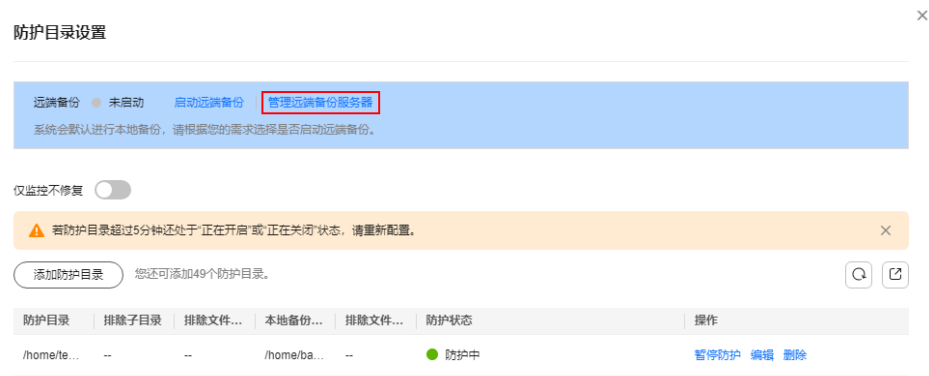 防护目录设置
远端备份 未启动 启动远端备份 管理远端备份服务器
系统会默认进行本地备份，请根据您的需求选择是否启动远端备份。
仅监控不修复
若防护目录超过5分钟还处于“正在开启”或“正在关闭”状态，请重新配置。
添加防护目录 您还可添加49个防护目录。
防护目录 排除子目录 排除文件... 本地备份... 排除文件... 防护状态 操作
/home/te... -- -- /home/ba... -- 防护中 暂停防护 编辑 删除